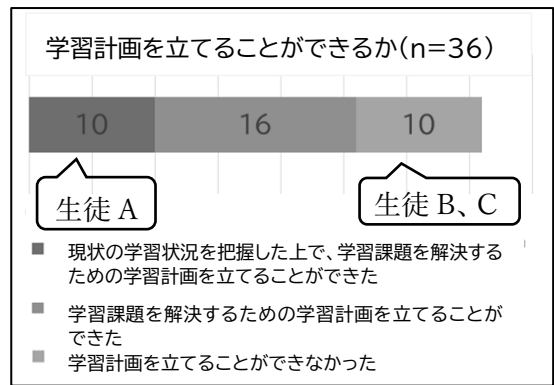 学習計画を立てることができるか(n=36)
10 16 10
生徒 A
生徒 B、C
現状の学習状況を把握した上で、学習課題を解決する
ための学習計画を立てることができた
学習課題を解決するための学習計画を立てることが
できた
学習計画を立てることができなかった